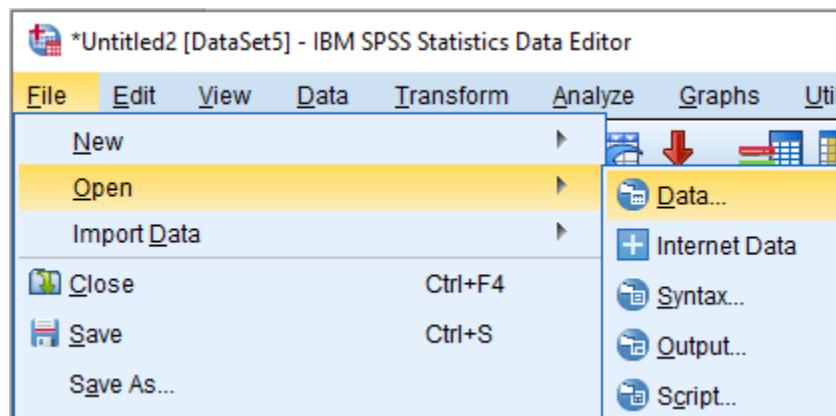 *Untitled2 [DataSet5] - IBM SPSS Statistics Data Editor
File Edit View Data Transform Analyze Graphs Uti
New
Open
Import Data
Close Ctrl+F4
Save Ctrl+S
Save As...
Data...
Internet Data
Syntax...
Output...
Script...